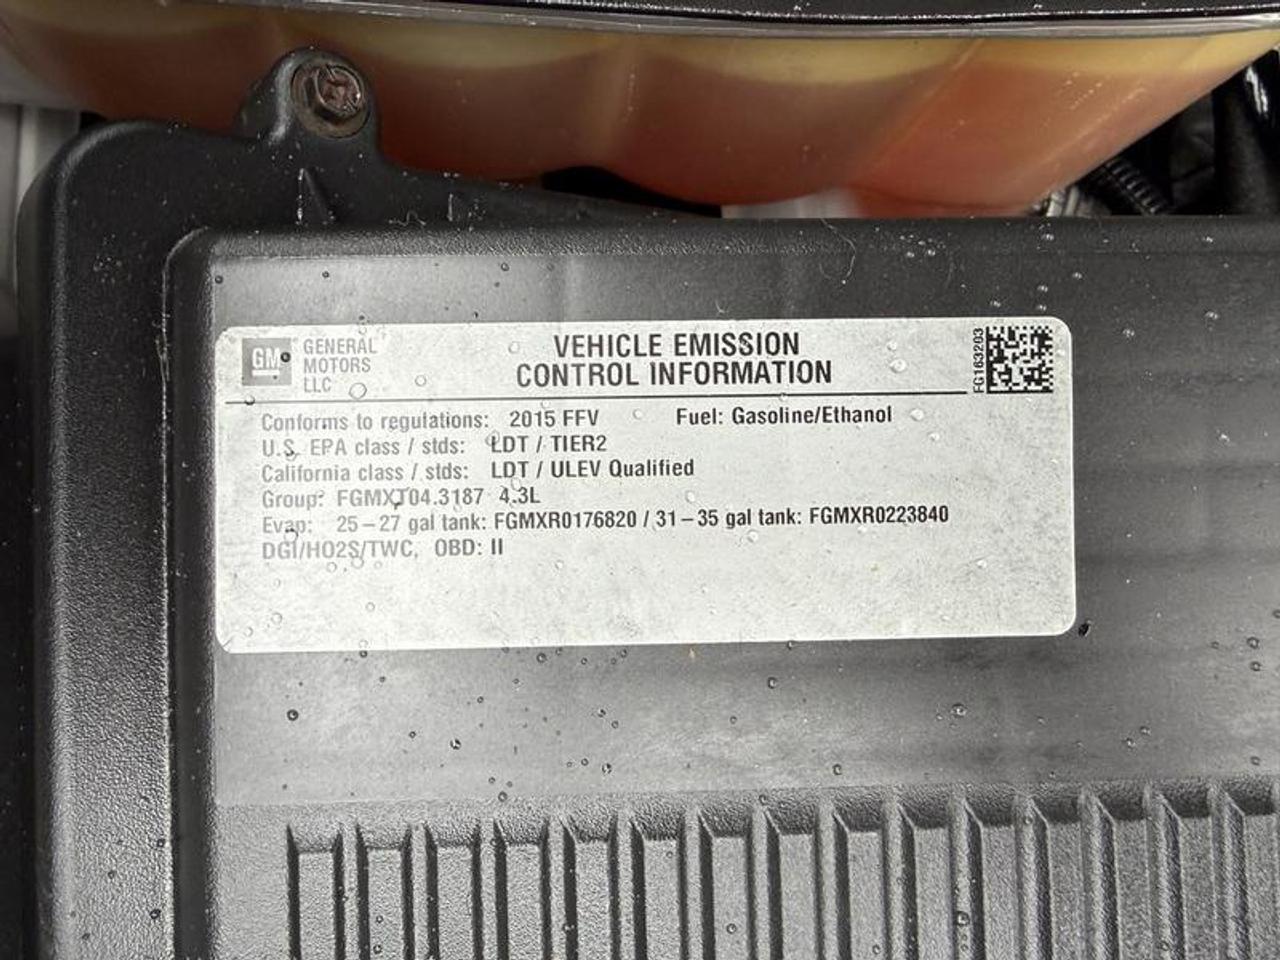 GM GENERAL MOTORS LLC
VEHICLE EMISSION
CONTROL INFORMATION
FG163203
Conforms to regulations: 2015 FFV Fuel: Gasoline/Ethanol
U.S. EPA class / stds: LDT / TIER2
California class / stds: LDT / ULEV Qualified
Group: FGMXT04.3187 4.3L
Evap: 25-27 gal tank: FGMXR0176820 / 31-35 gal tank: FGMXR0223840
DGI/HO2S/TWC, OBD: II